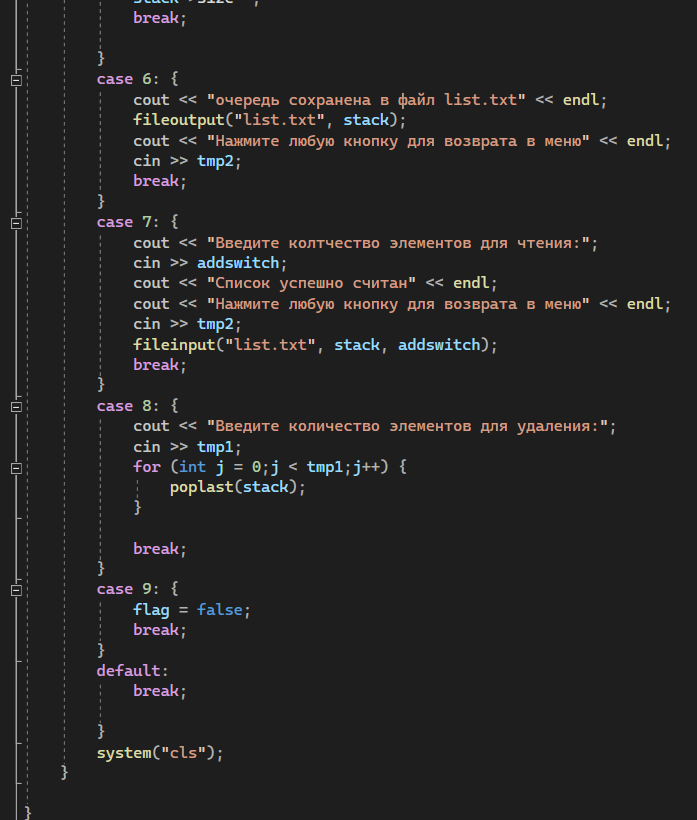 break;
}
case 6: {
cout << "очередь сохранена в файл list.txt" << endl;
fileoutput("list.txt", stack);
cout << "Нажмите любую кнопку для возврата в меню" << endl;
cin >> tmp2;
break;
}
case 7: {
cout << "Введите колтчество элементов для чтения:";
cin >> addswitch;
cout << "Список успешно считан" << endl;
cout << "Нажмите любую кнопку для возврата в меню" << endl;
cin >> tmp2;
fileinput("list.txt", stack, addswitch);
break;
}
case 8: {
cout << "Введите количество элементов для удаления:";
cin >> tmp1;
for (int j = 0;j < tmp1;j++) {
poplast(stack);
}
break;
}
case 9: {
flag = false;
break;
}
default:
break;
}
system("cls");
}
}